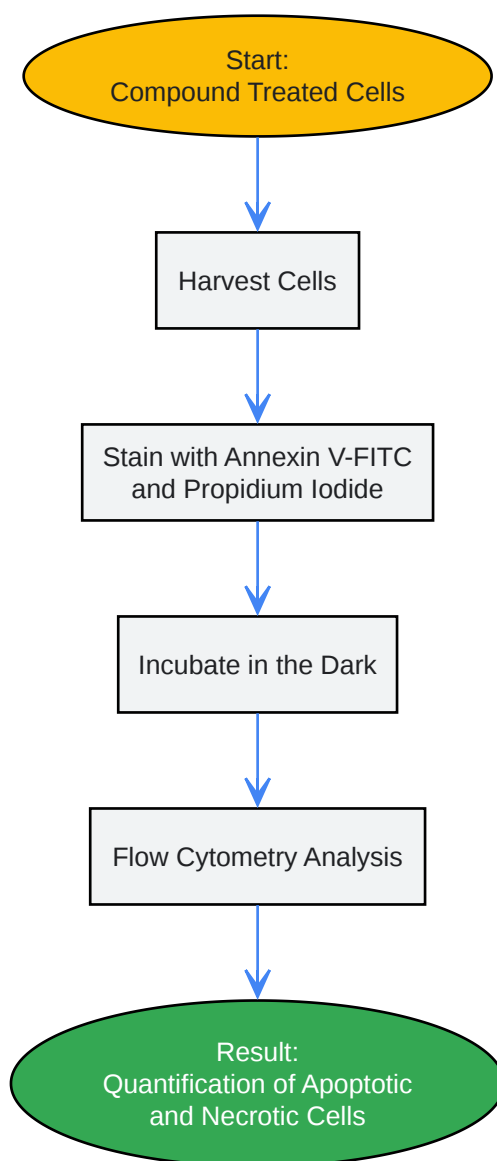 Start:
Compound Treated Cells
Harvest Cells
Stain with Annexin V-FITC
and Propidium Iodide
Incubate in the Dark
Flow Cytometry Analysis
Result:
Quantification of Apoptotic
and Necrotic Cells